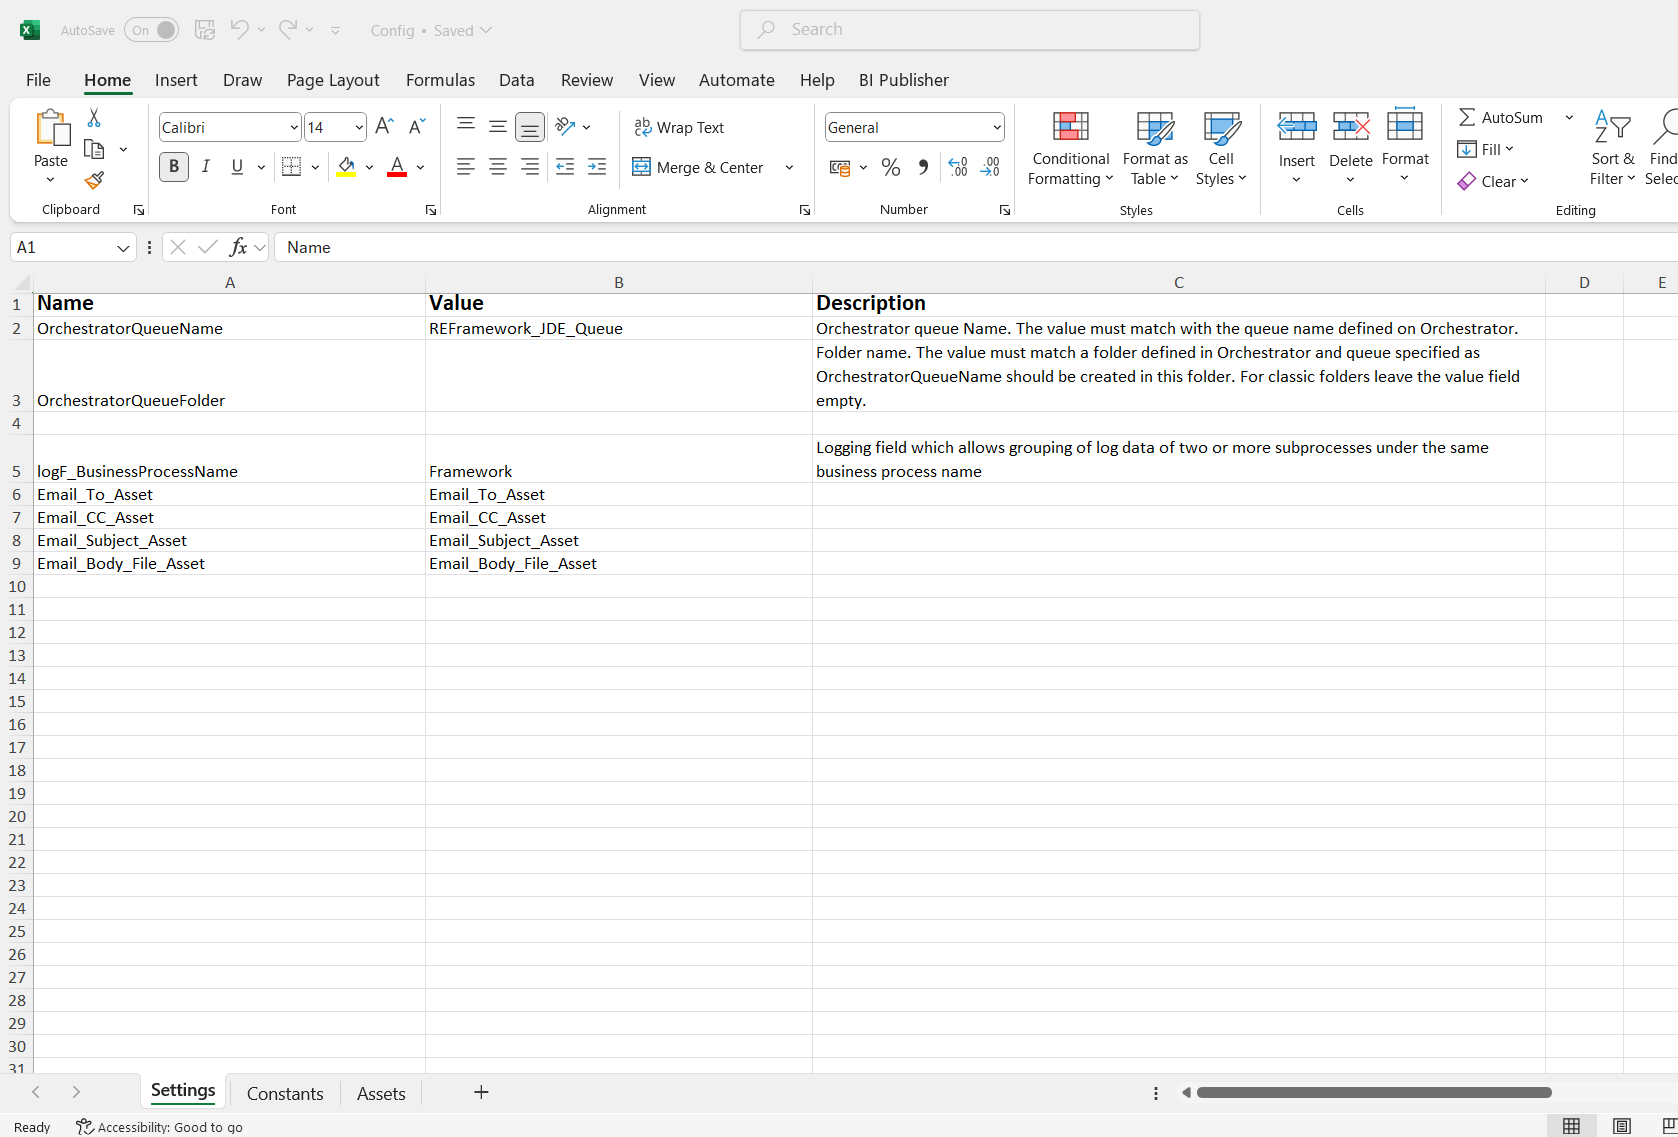 AutoSave On Config • Saved Search
File Home Insert Draw Page Layout Formulas Data Review View Automate Help BI Publisher
Paste
Calibri 14
B I U A
Wrap Text
Merge & Center
General
Conditional Formatting
Format as Table
Cell Styles
Insert Delete Format
AutoSum
Fill
Clear
Sort & Filter
Find
Selec
Clipboard Font Alignment Number Styles Cells Editing
A1 fx Name
A B C D E
1 Name Value Description
2 OrchestratorQueueName REFramework_JDE_Queue Orchestrator queue Name. The value must match with the queue name defined on Orchestrator.
Folder name. The value must match a folder defined in Orchestrator and queue specified as
OrchestratorQueueName should be created in this folder. For classic folders leave the value field
3 OrchestratorQueueFolder empty.
4
Logging field which allows grouping of log data of two or more subprocesses under the same
5 logF_BusinessProcessName Framework business process name
6 Email_To_Asset Email_To_Asset
7 Email_CC_Asset Email_CC_Asset
8 Email_Subject_Asset Email_Subject_Asset
9 Email_Body_File_Asset Email_Body_File_Asset
10
11
12
13
14
15
16
17
18
19
20
21
22
23
24
25
26
27
28
29
30
31
Settings Constants Assets +
Ready Accessibility: Good to go